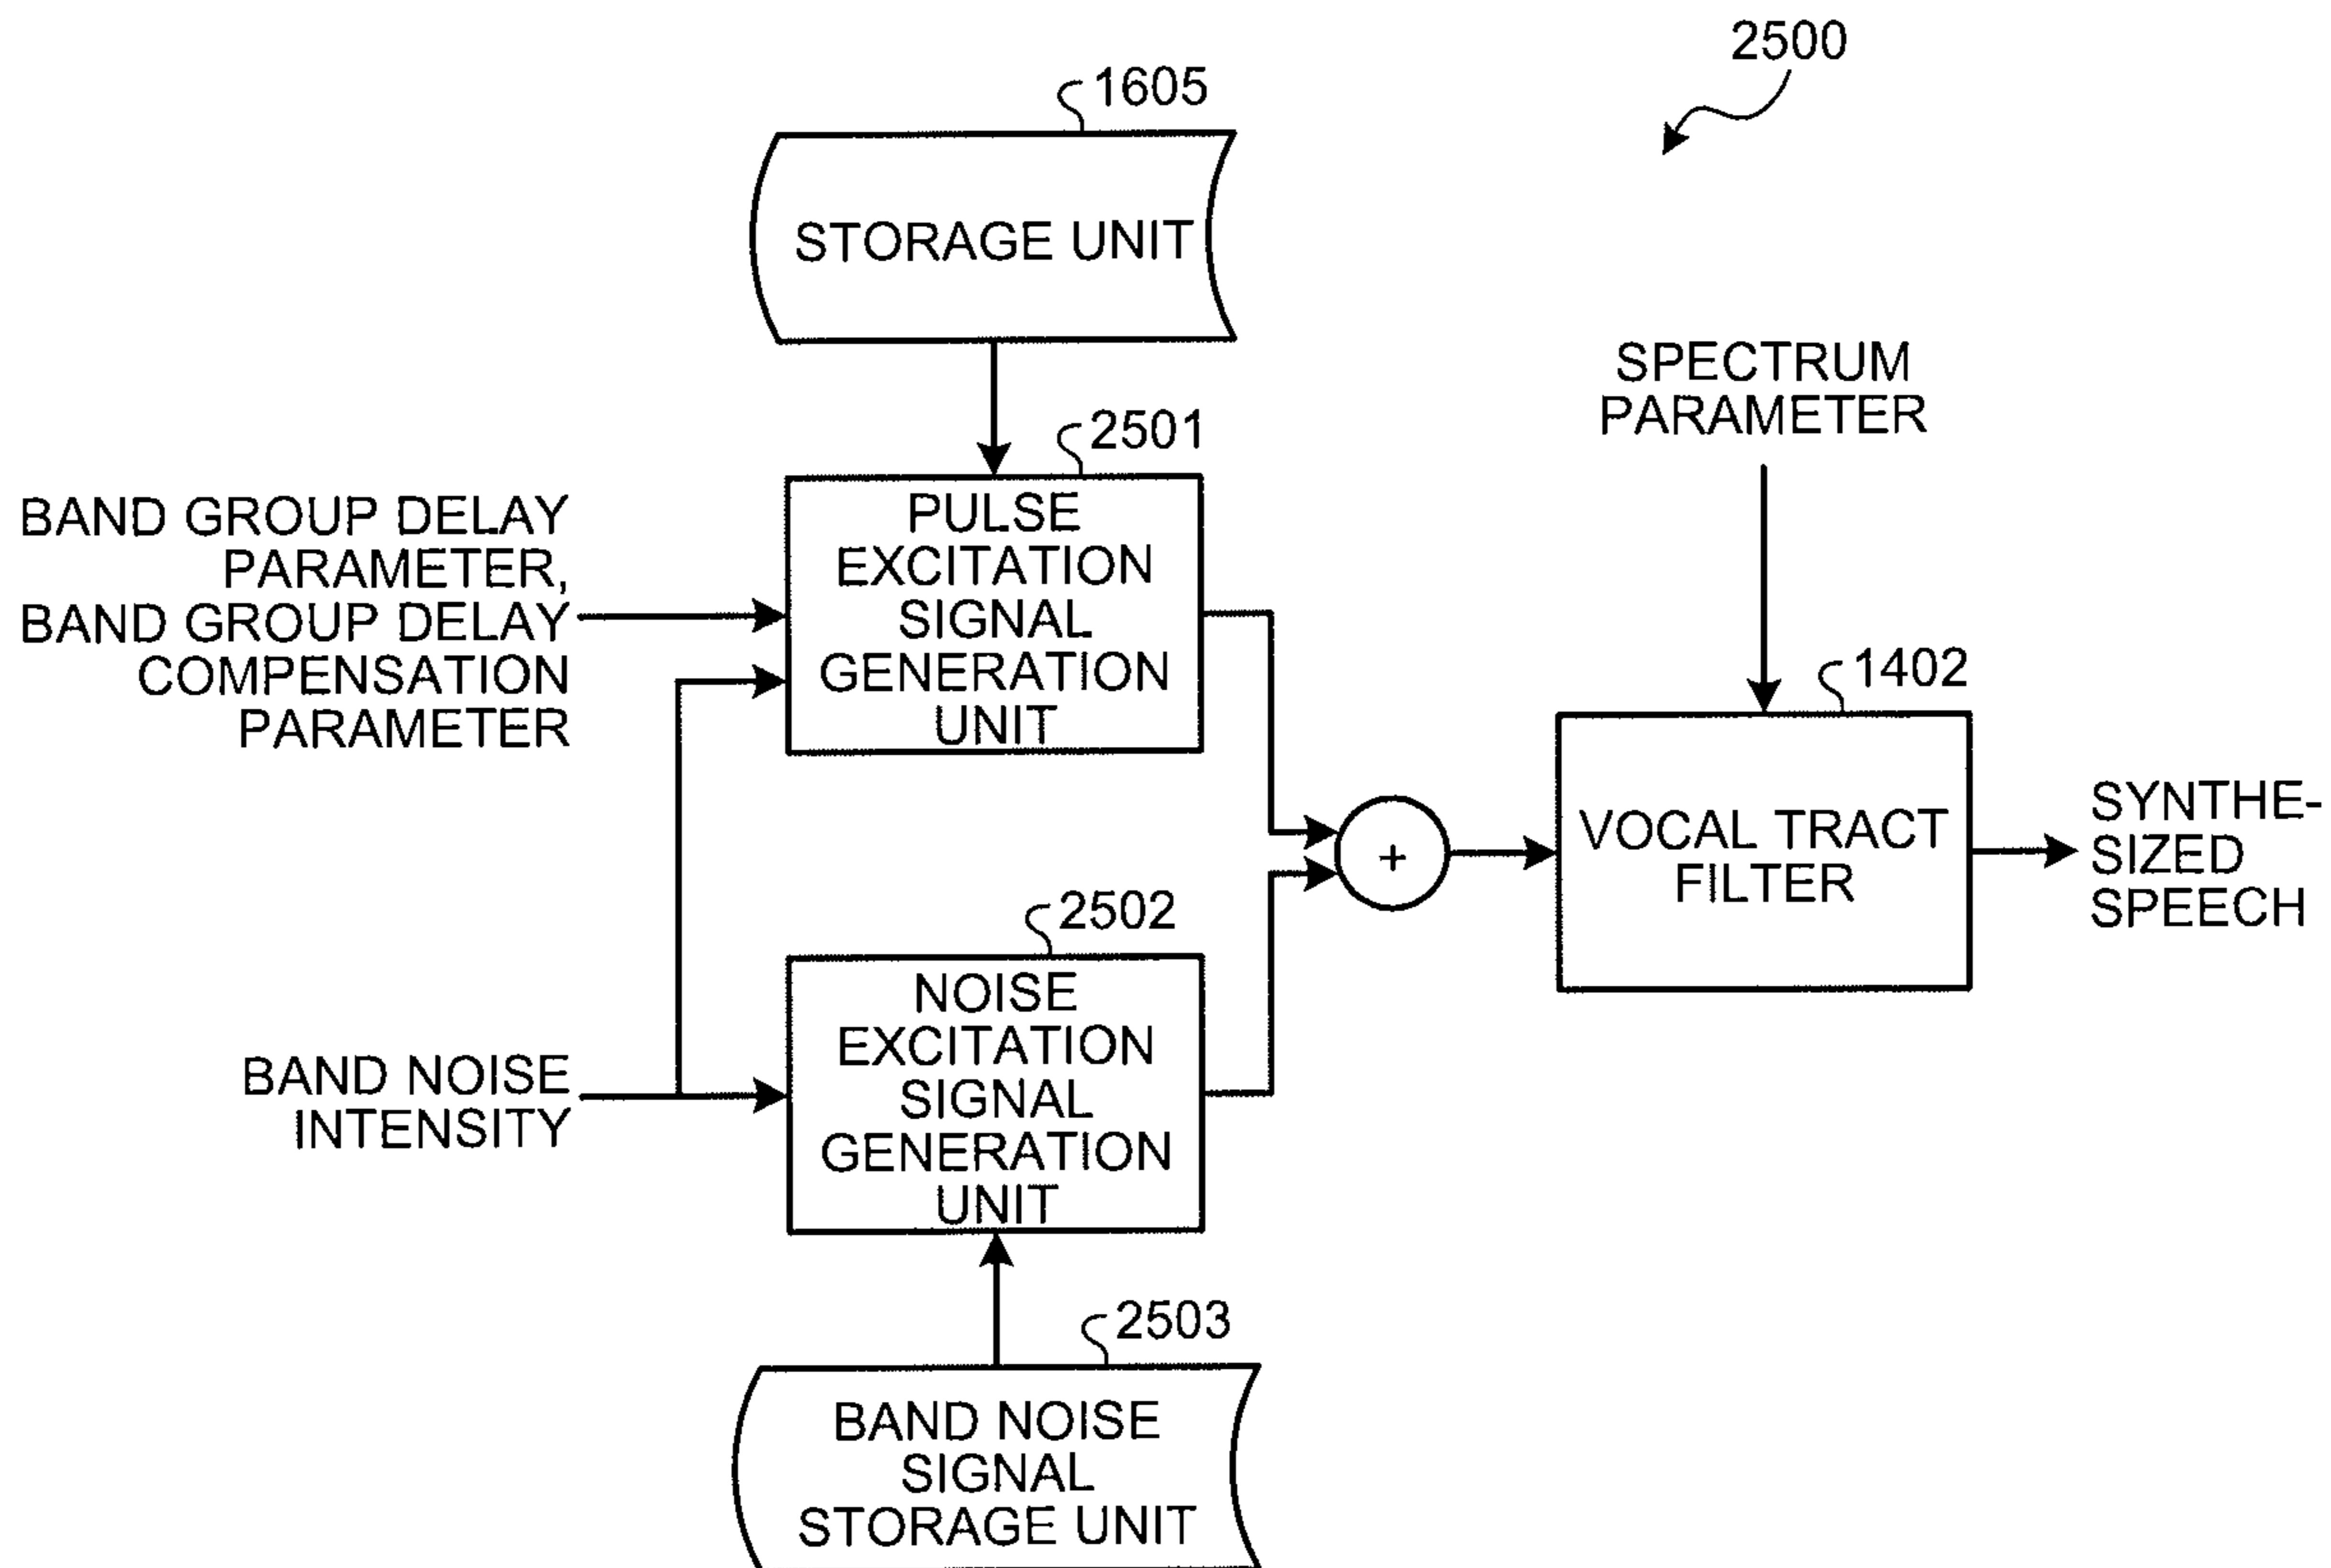 2500
1605
STORAGE UNIT
SPECTRUM
PARAMETER
2501
BAND GROUP DELAY
PARAMETER,
BAND GROUP DELAY
COMPENSATION
PARAMETER
PULSE
EXCITATION
SIGNAL
GENERATION
UNIT
1402
VOCAL TRACT
FILTER
SYNTHE-
SIZED
SPEECH
+
2502
BAND NOISE
INTENSITY
NOISE
EXCITATION
SIGNAL
GENERATION
UNIT
2503
BAND NOISE
SIGNAL
STORAGE UNIT